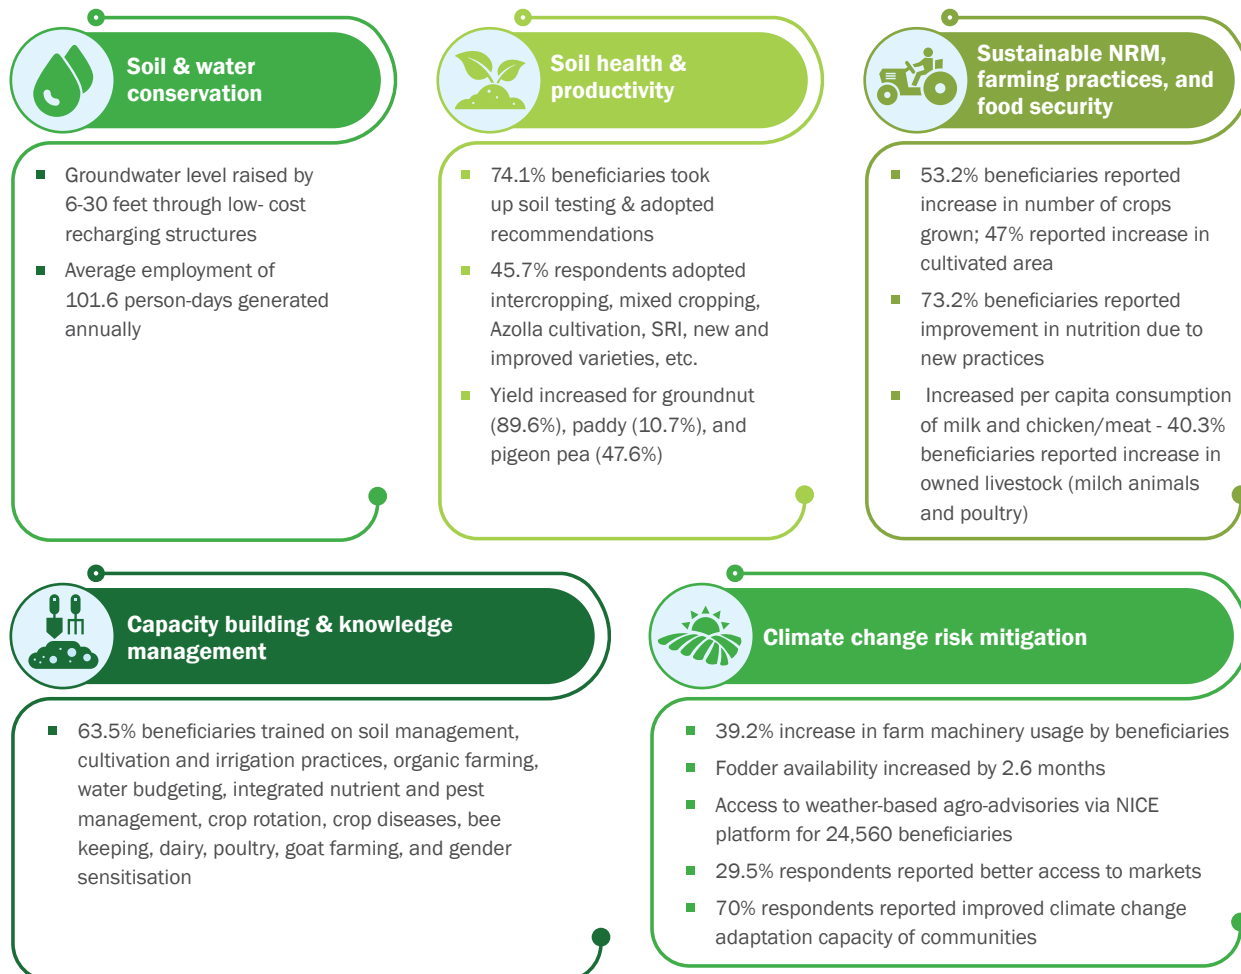 Soil & water
conservation
Groundwater level raised by
6-30 feet through low- cost
recharging structures
Average employment of
101.6 person-days generated
annually
Soil health &
productivity
74.1% beneficiaries took
up soil testing & adopted
recommendations
45.7% respondents adopted
intercropping, mixed cropping,
Azolla cultivation, SRI, new and
improved varieties, etc.
Yield increased for groundnut
(89.6%), paddy (10.7%), and
pigeon pea (47.6%)
Sustainable NRM,
farming practices, and
food security
53.2% beneficiaries reported
increase in number of crops
grown; 47% reported increase in
cultivated area
73.2% beneficiaries reported
improvement in nutrition due to
new practices
Increased per capita consumption
of milk and chicken/meat - 40.3%
beneficiaries reported increase in
owned livestock (milch animals
and poultry)
Capacity building & knowledge
management
63.5% beneficiaries trained on soil management,
cultivation and irrigation practices, organic farming,
water budgeting, integrated nutrient and pest
management, crop rotation, crop diseases, bee
keeping, dairy, poultry, goat farming, and gender
sensitisation
Climate change risk mitigation
39.2% increase in farm machinery usage by beneficiaries
Fodder availability increased by 2.6 months
Access to weather-based agro-advisories via NICE
platform for 24,560 beneficiaries
29.5% respondents reported better access to markets
70% respondents reported improved climate change
adaptation capacity of communities